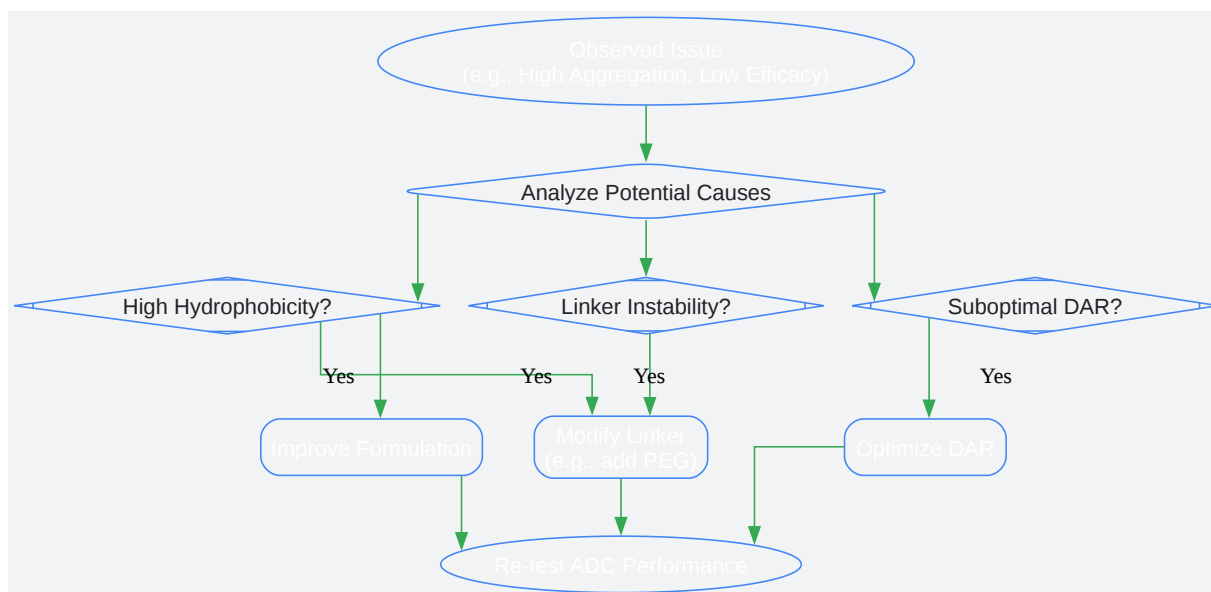 Observed Issue
(e.g., High Aggregation, Low Efficacy)
Analyze Potential Causes
High Hydrophobicity?
Linker Instability?
Suboptimal DAR?
Yes
Yes
Yes
Yes
Improve Formulation
Modify Linker
(e.g., add PEG)
Optimize DAR
Re-test ADC Performance